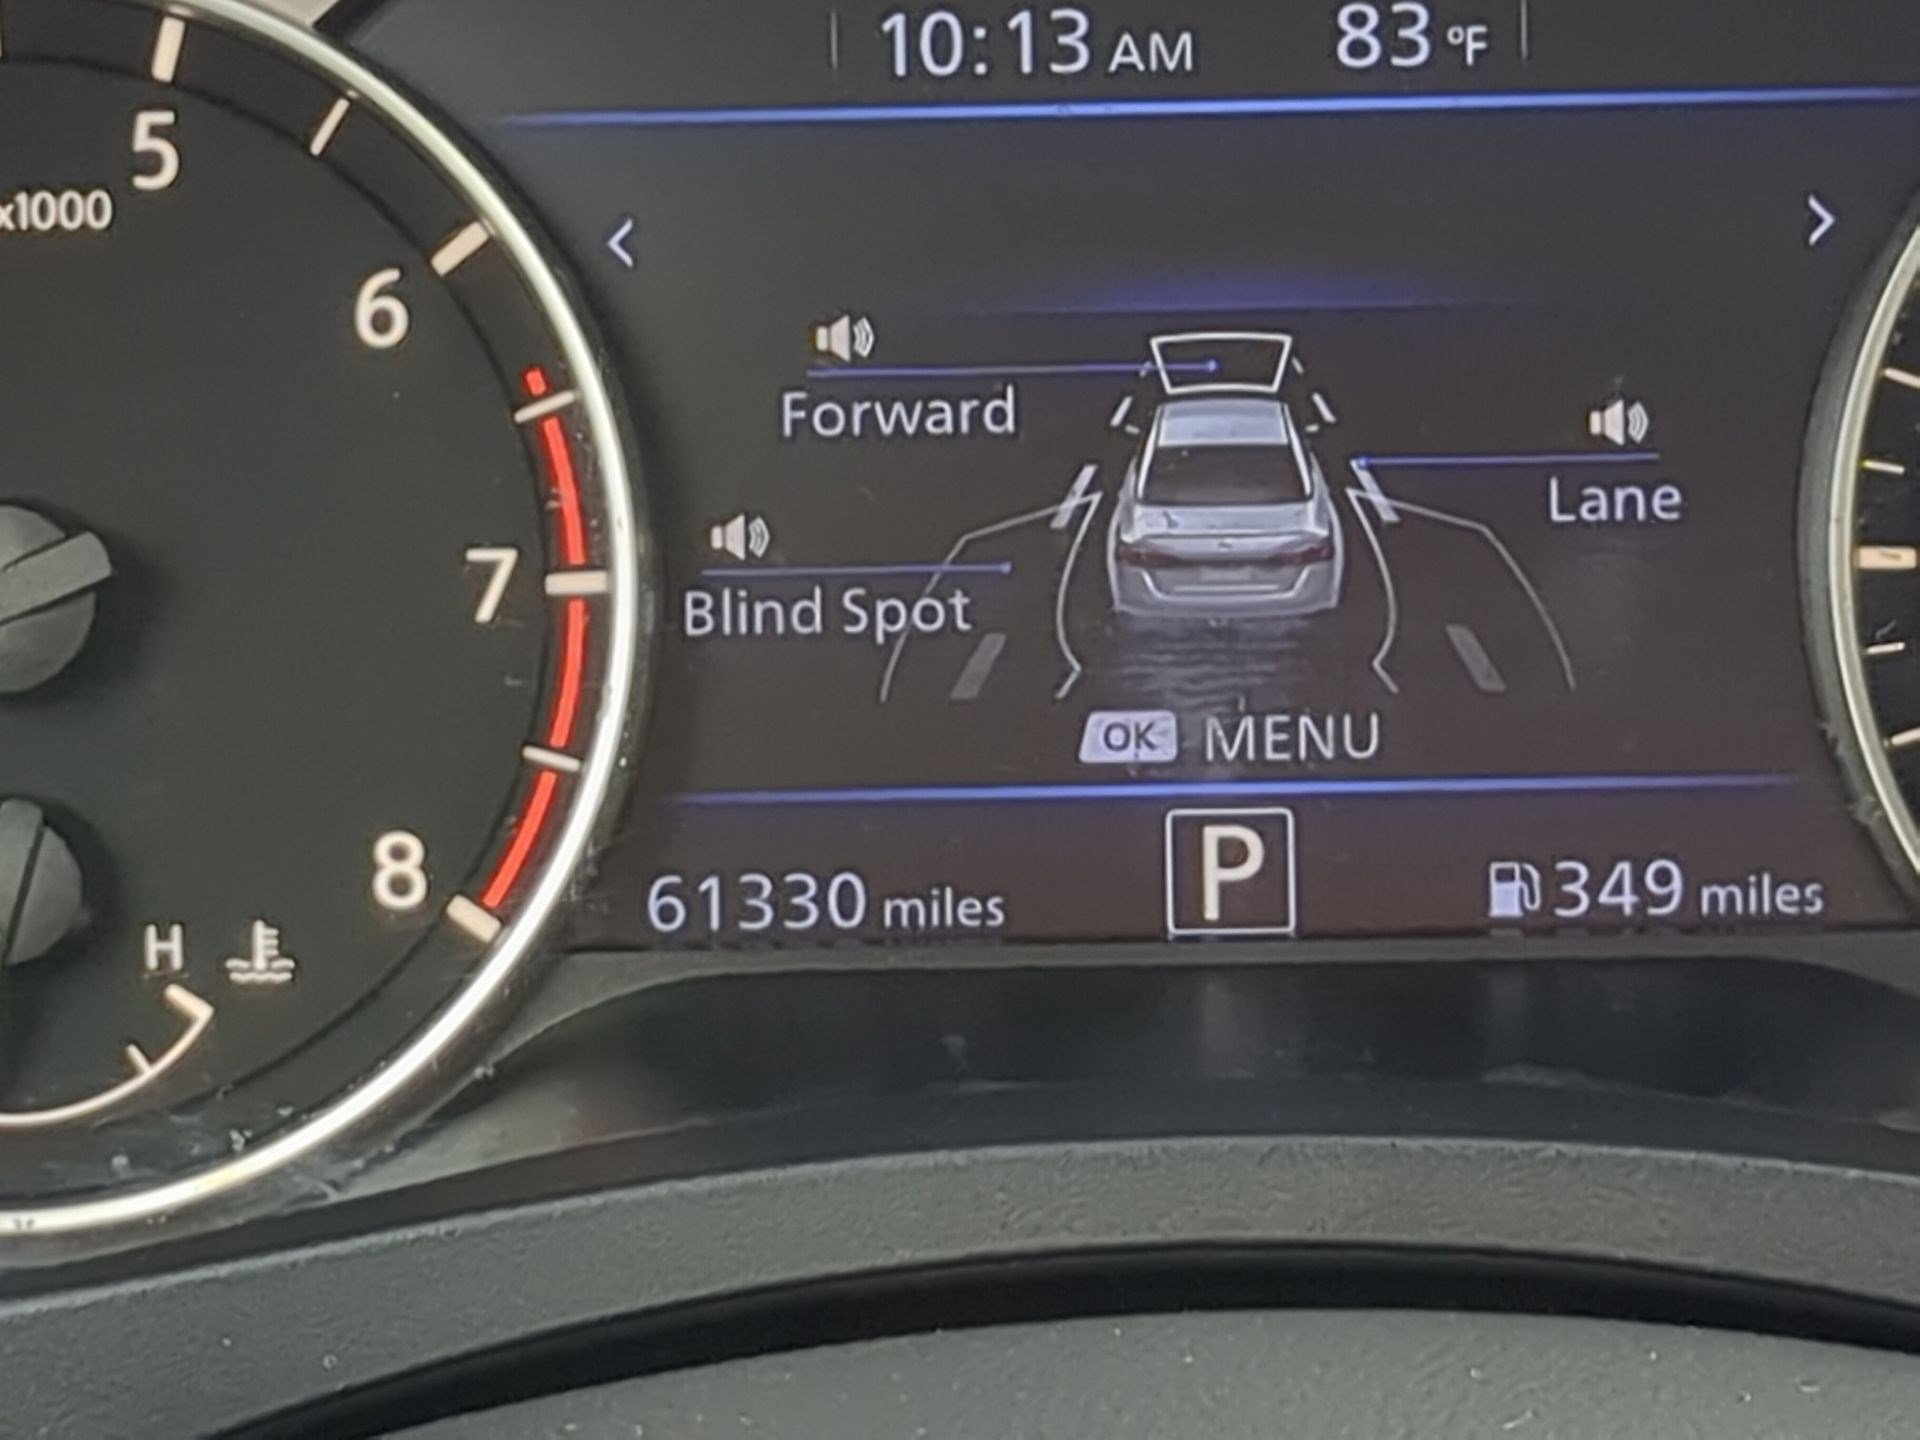 10:13 AM 83 °F
5
x1000
6
Forward
Lane
7
Blind Spot
OK MENU
8
61330 miles
P
349 miles
H